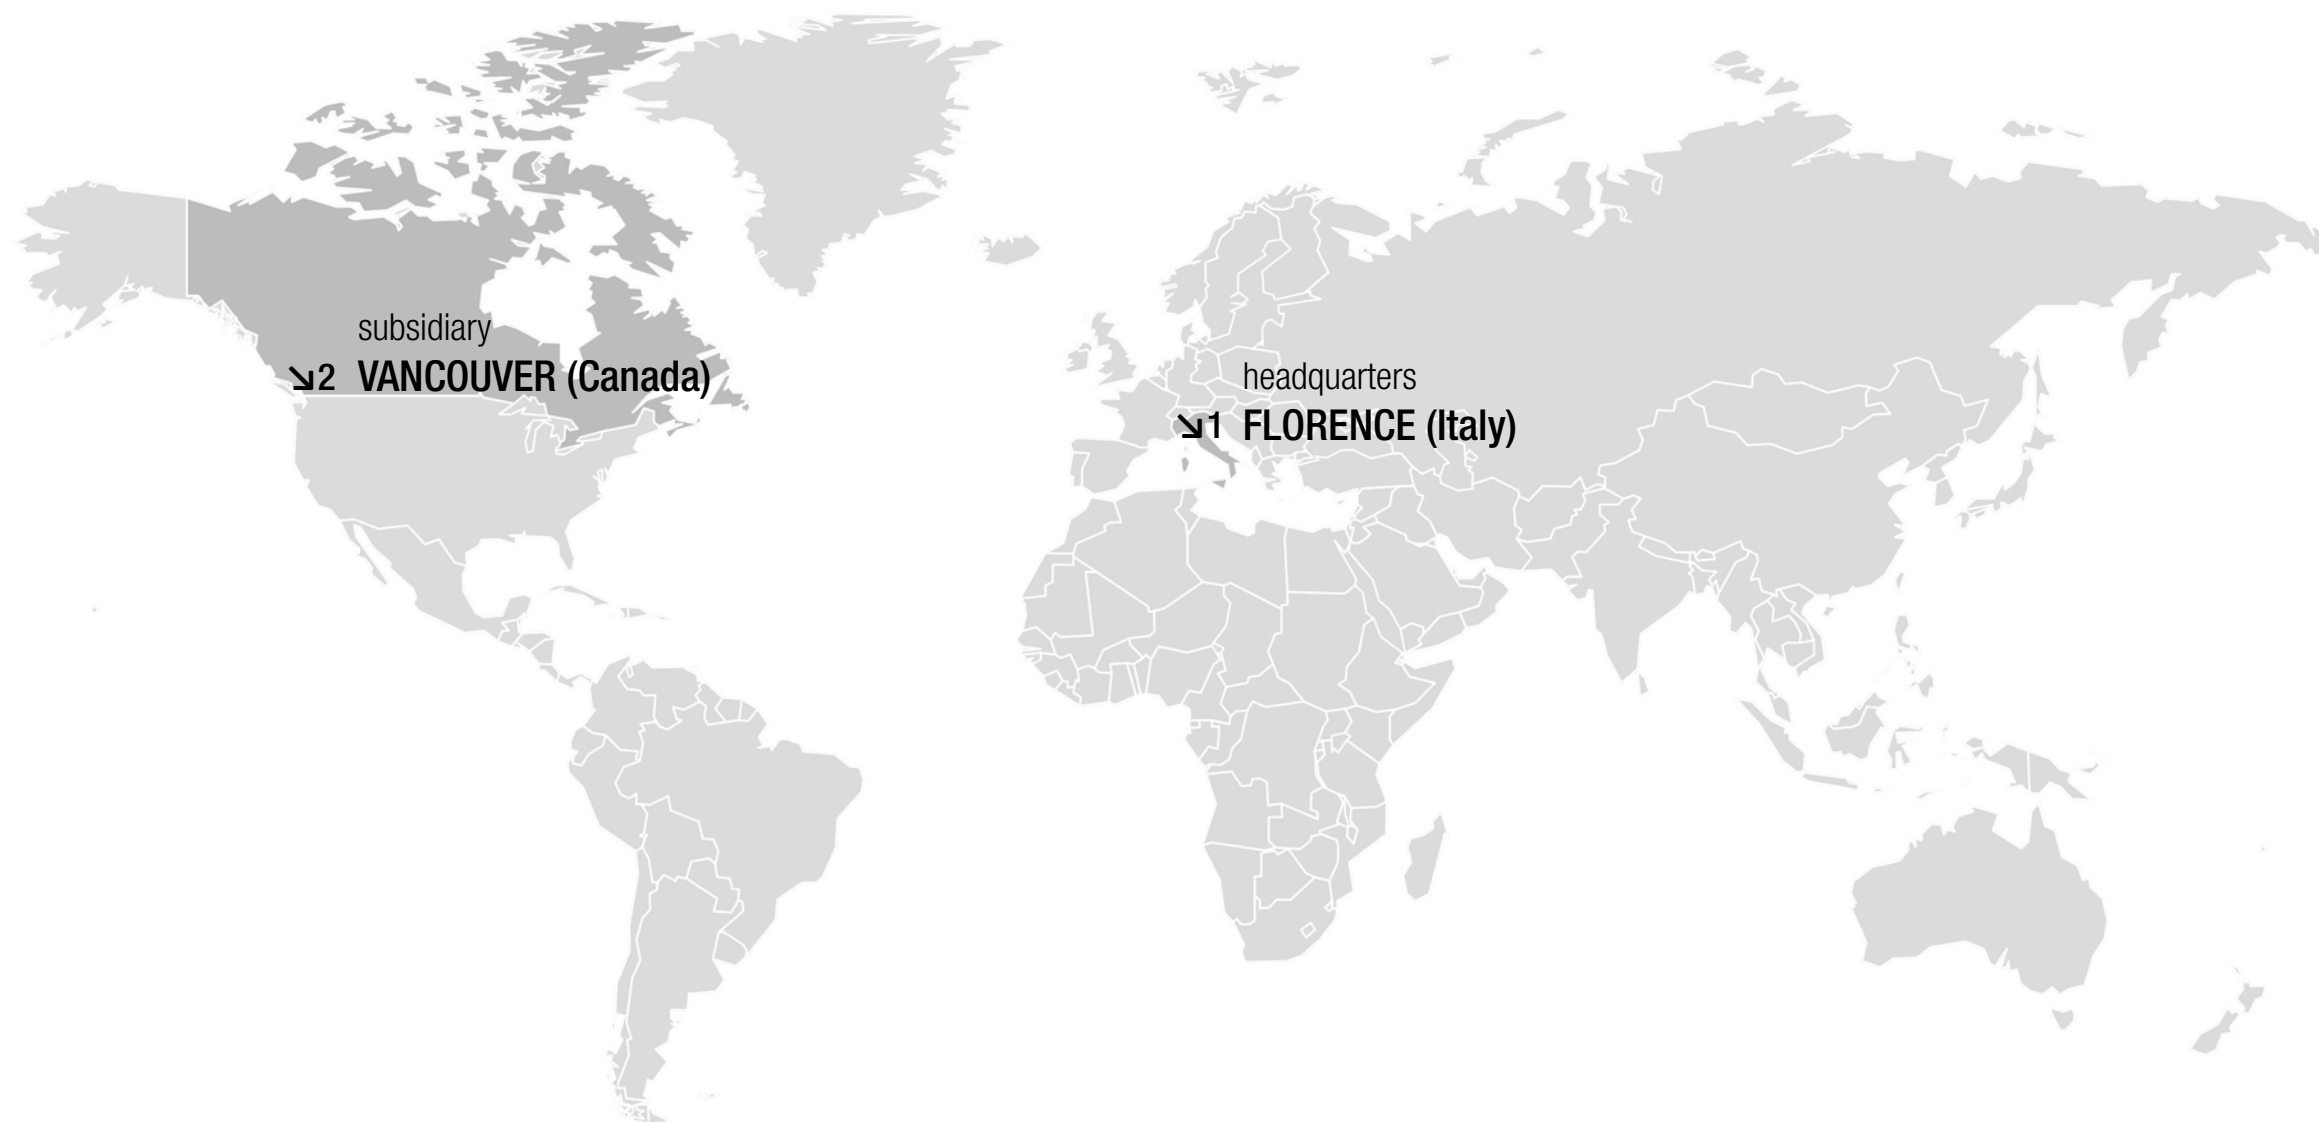 subsidiary
↘2 VANCOUVER (Canada)
headquarters
↘1 FLORENCE (Italy)